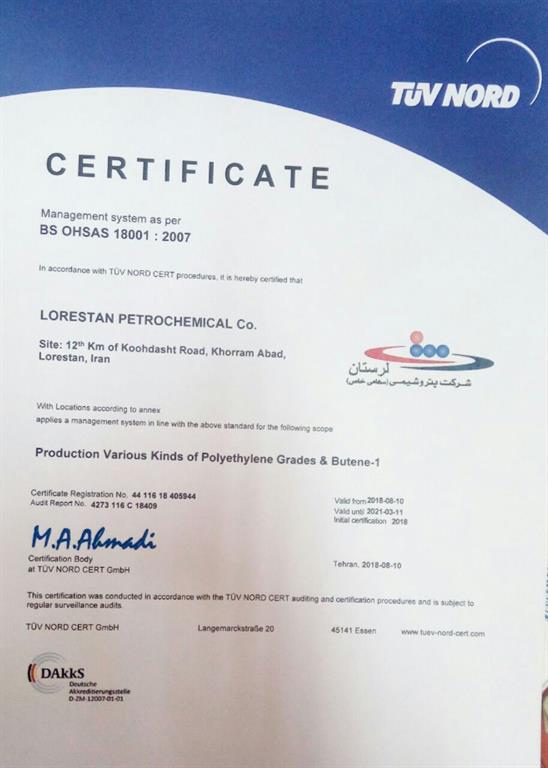 TÜV NORD
CERTIFICATE
Management system as per
BS OHSAS 18001 : 2007
In accordance with TÜV NORD CERT procedures, it is hereby certified that
LORESTAN PETROCHEMICAL Co.
Site: 12th Km of Koohdasht Road, Khorram Abad,
Lorestan, Iran
لرستان
شرکت پتروشیمی (سهامی خاص)
With Locations according to annex
applies a management system in line with the above standard for the following scope
Production Various Kinds of Polyethylene Grades & Butene-1
Certificate Registration No. 44 116 18 405944
Audit Report No. 4273 116 C 18409
Valid from 2018-08-10
Valid until 2021-03-11
Initial certification 2018
M.A.Ahmadi
Certification Body
at TÜV NORD CERT GmbH
Tehran, 2018-08-10
This certification was conducted in accordance with the TÜV NORD CERT auditing and certification procedures and is subject to
regular surveillance audits.
TÜV NORD CERT GmbH Langemarckstraße 20 45141 Essen www.tuev-nord-cert.com
DAkkS
Deutsche
Akkreditierungsstelle
D-ZM-12007-01-01